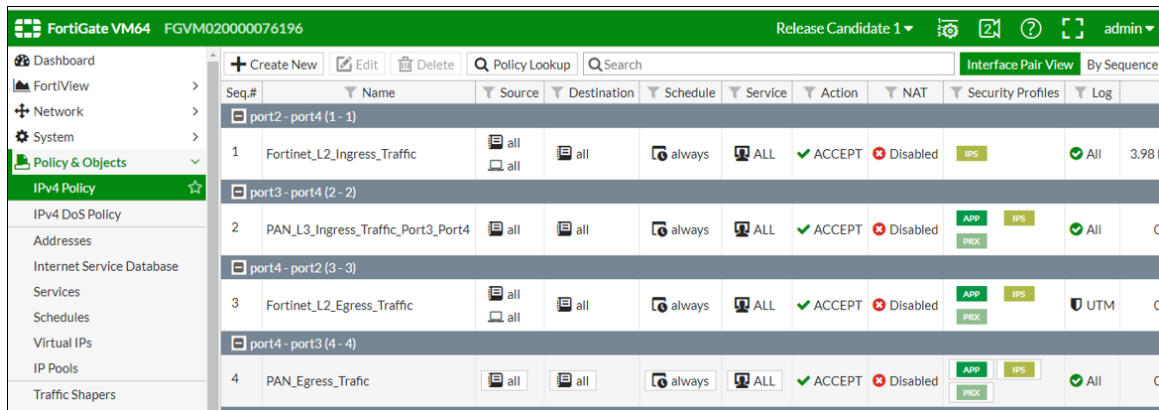 FortiGate VM64 FGVM020000076196 Release Candidate 1 2 ? admin
Dashboard
FortiView
Network
System
Policy & Objects
IPv4 Policy
IPv4 DoS Policy
Addresses
Internet Service Database
Services
Schedules
Virtual IPs
IP Pools
Traffic Shapers
+ Create New Edit Delete Policy Lookup Search Interface Pair View By Sequence
Seq.# Name Source Destination Schedule Service Action NAT Security Profiles Log
port2 - port4 (1 - 1)
1 Fortinet_L2_Ingress_Traffic all all all always ALL ACCEPT Disabled IPS All 3.98
port3 - port4 (2 - 2)
2 PAN_L3_Ingress_Traffic_Port3_Port4 all all always ALL ACCEPT Disabled APP IPS PRX All
port4 - port2 (3 - 3)
3 Fortinet_L2_Egress_Traffic all all all always ALL ACCEPT Disabled APP IPS PRX UTM
port4 - port3 (4 - 4)
4 PAN_Egress_Trafic all all always ALL ACCEPT Disabled APP IPS PRX All